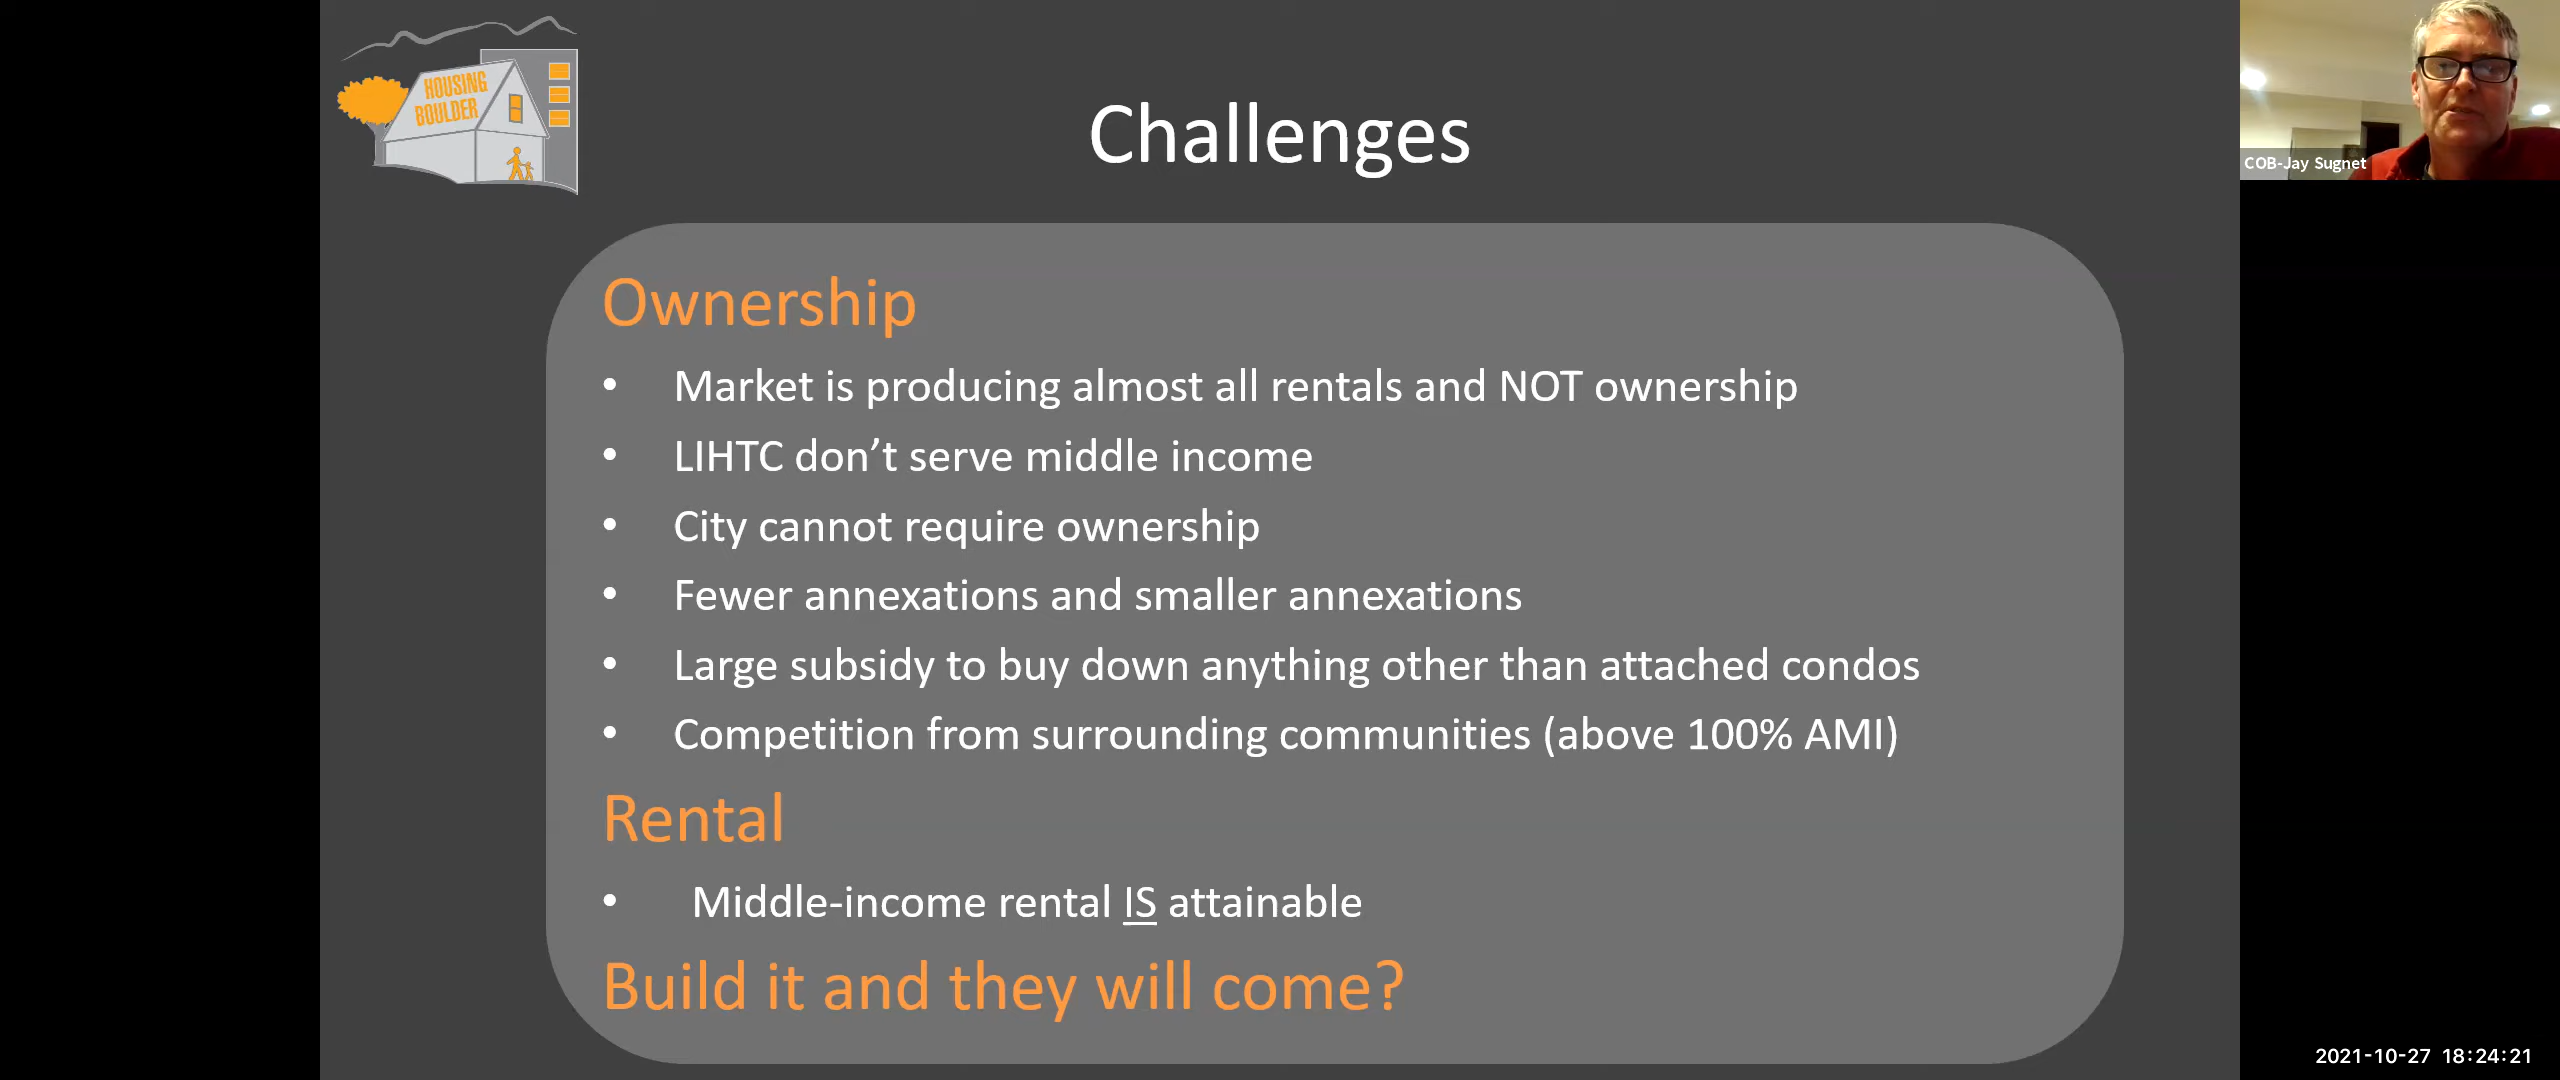 HOUSING
BOULDER
Challenges
COB-Jay Sugnet
Ownership
• Market is producing almost all rentals and NOT ownership
• LIHTC don’t serve middle income
• City cannot require ownership
• Fewer annexations and smaller annexations
• Large subsidy to buy down anything other than attached condos
• Competition from surrounding communities (above 100% AMI)
Rental
• Middle-income rental IS attainable
Build it and they will come?
2021-10-27 18:24:21